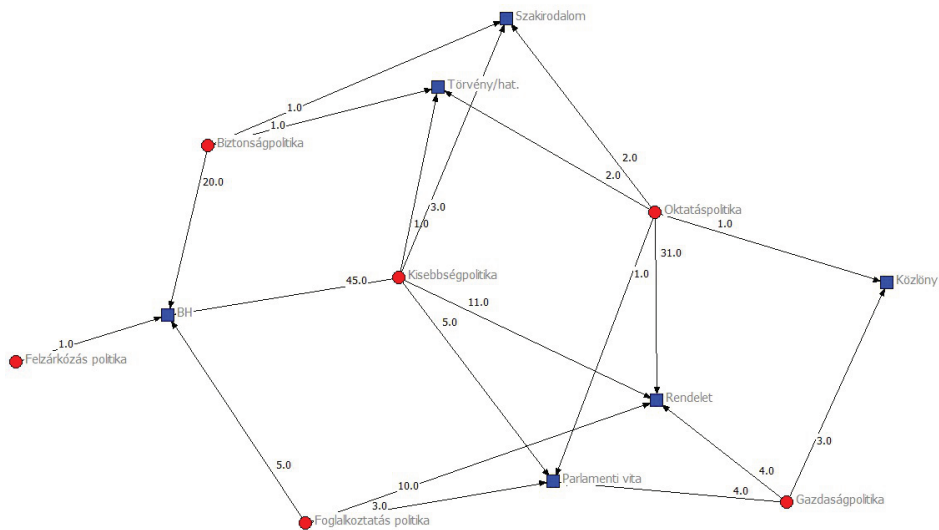 Szakirodalom
Törvény/hat.
1.0
1.0
Biztonságpolitika
2.0
20.0
2.0
3.0
Oktatáspolitika
1.0
1.0
31.0
Kisebbségpolitika
1.0
45.0
Közlöny
11.0
BH
5.0
1.0
Felzárkózás politika
Rendelet
3.0
5.0
4.0
Parlamenti vita
10.0
4.0
3.0
Gazdaságpolitika
Foglalkoztatás politika